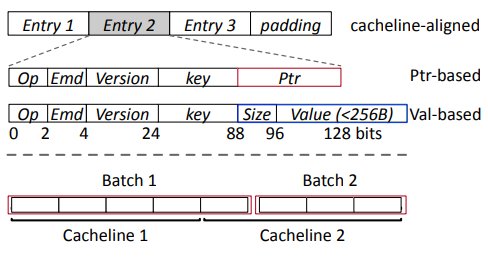 Entry 1 Entry 2 Entry 3 padding cacheline-aligned
Op Emd Version key Ptr Ptr-based
Op Emd Version key Size Value (<256B) Val-based
0 2 4 24 88 96 128 bits
Batch 1 Batch 2
Cacheline 1 Cacheline 2